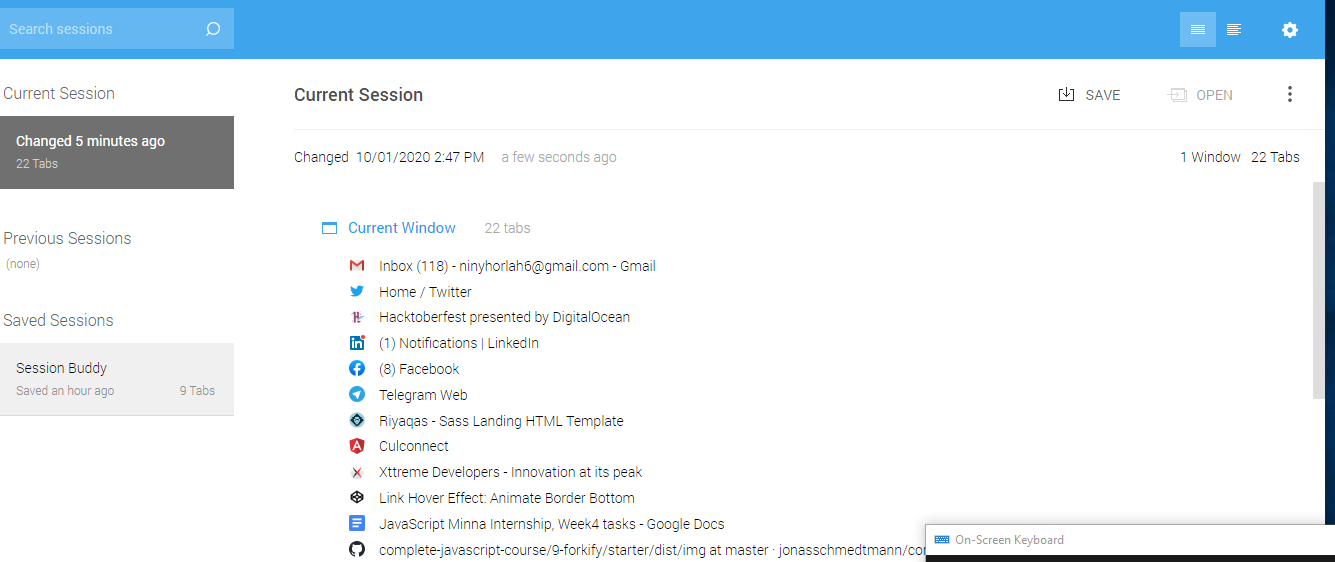 Search sessions
Current Session
Changed 5 minutes ago
22 Tabs
Previous Sessions
(none)
Saved Sessions
Session Buddy
Saved an hour ago 9 Tabs
Current Session SAVE OPEN
Changed 10/01/2020 2:47 PM a few seconds ago 1 Window 22 Tabs
Current Window 22 tabs
Inbox (118) - ninyhorlah6@gmail.com - Gmail
Home / Twitter
Hacktoberfest presented by DigitalOcean
(1) Notifications | LinkedIn
(8) Facebook
Telegram Web
Riyaqas - Sass Landing HTML Template
Culconnect
Xttreme Developers - Innovation at its peak
Link Hover Effect: Animate Border Bottom
JavaScript Minna Internship, Week4 tasks - Google Docs
complete-javascript-course/9-forkify/starter/dist/img at master · jonasschmedtmann/co
On-Screen Keyboard